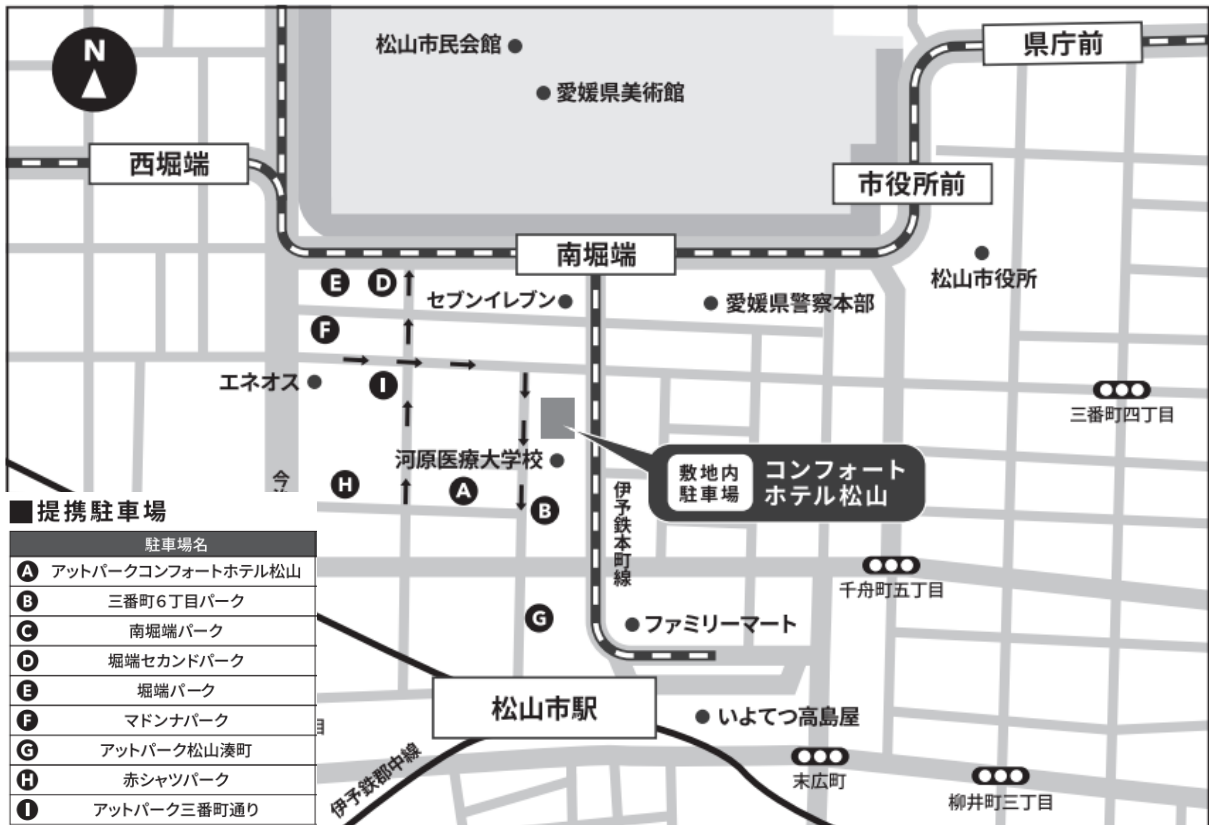 N
松山市民会館
愛媛県美術館
県庁前
西堀端
市役所前
南堀端
松山市役所
E
D
セブンイレブン
愛媛県警察本部
F
エネオス
I
三番町四丁目
河原医療大学校
敷地内
駐車場
コンフォート
ホテル松山
H
A
B
今
伊予鉄本町線
千舟町五丁目
G
ファミリーマート
松山市駅
いよてつ高島屋
末広町
柳井町三丁目
伊予鉄郡中線
■提携駐車場
駐車場名
A アットパークコンフォートホテル松山
B 三番町6丁目パーク
C 南堀端パーク
D 堀端セカンドパーク
E 堀端パーク
F マドンナパーク
G アットパーク松山湊町
H 赤シャツパーク
I アットパーク三番町通り